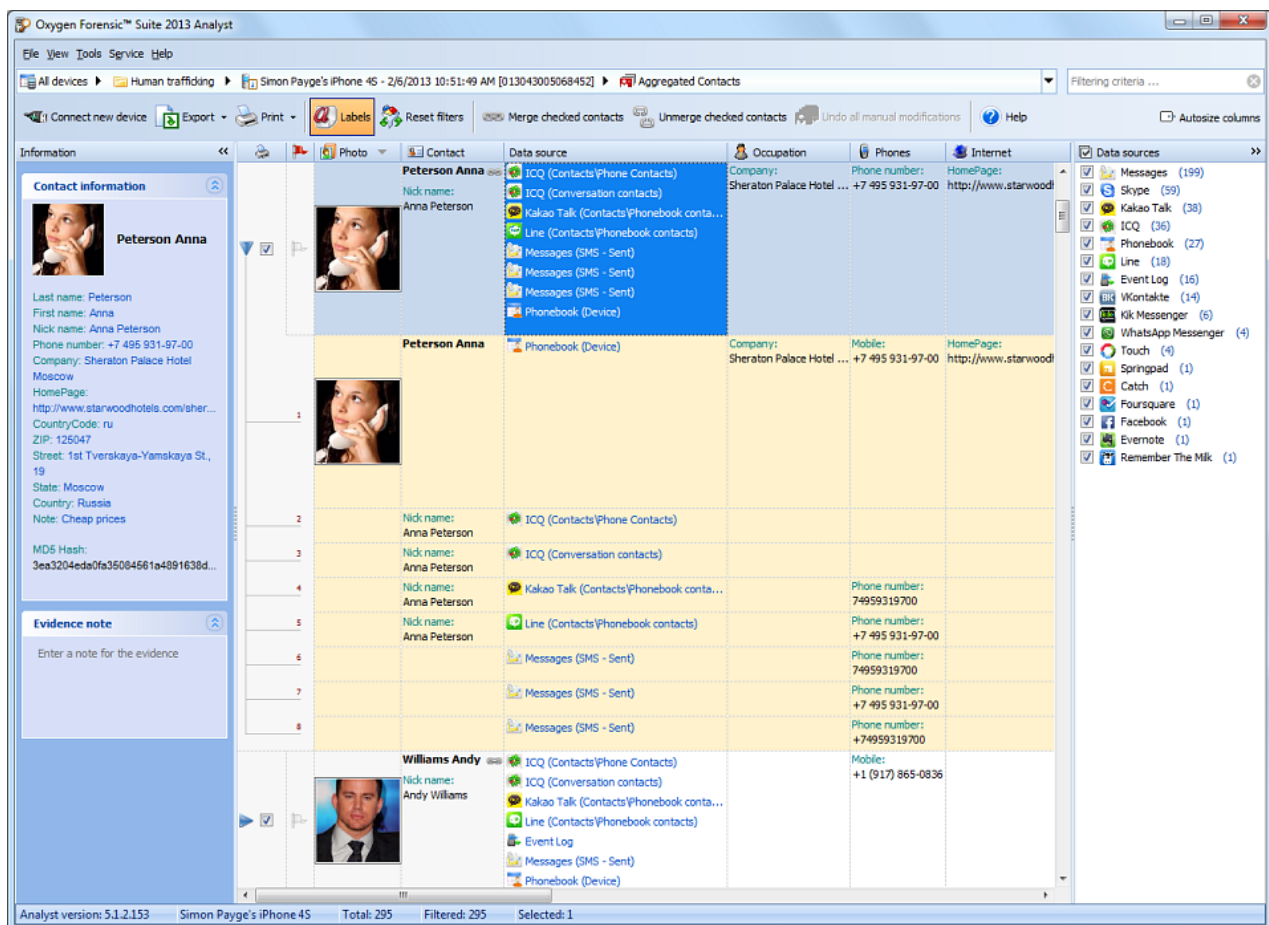 Oxygen Forensic™ Suite 2013 Analyst
File View Tools Service Help
All devices Human trafficking Simon Payge's iPhone 4S - 2/6/2013 10:51:49 AM [013043005068452] Aggregated Contacts
Filtering criteria ...
Connect new device Export Print Labels Reset filters Merge checked contacts Unmerge checked contacts Undo all manual modifications Help Autosize columns
Information
Contact information
Peterson Anna
Last name: Peterson
First name: Anna
Nick name: Anna Peterson
Phone number: +7 495 931-97-00
Company: Sheraton Palace Hotel
Moscow
HomePage:
http://www.starwoodhotels.com/sher...
CountryCode: ru
ZIP: 125047
Street: 1st Tverskaya-Yamskaya St.,
19
State: Moscow
Country: Russia
Note: Cheap prices
MD5 Hash:
3ea3204eda0fa35084561a4891638d...
Evidence note
Enter a note for the evidence
Photo Contact Data source Occupation Phones Internet
Peterson Anna
Nick name:
Anna Peterson
ICQ (Contacts\Phone Contacts)
ICQ (Conversation contacts)
Kakao Talk (Contacts\Phonebook conta...
Line (Contacts\Phonebook contacts)
Messages (SMS - Sent)
Messages (SMS - Sent)
Messages (SMS - Sent)
Phonebook (Device)
Company:
Sheraton Palace Hotel ...
Phone number:
+7 495 931-97-00
HomePage:
http://www.starwood
1
Peterson Anna
Phonebook (Device)
Company:
Sheraton Palace Hotel ...
Mobile:
+7 495 931-97-00
HomePage:
http://www.starwood
2
Nick name:
Anna Peterson
ICQ (Contacts\Phone Contacts)
3
Nick name:
Anna Peterson
ICQ (Conversation contacts)
4
Nick name:
Anna Peterson
Kakao Talk (Contacts\Phonebook conta...
Phone number:
74959319700
5
Nick name:
Anna Peterson
Line (Contacts\Phonebook contacts)
Phone number:
+7 495 931-97-00
6
Messages (SMS - Sent)
Phone number:
74959319700
7
Messages (SMS - Sent)
Phone number:
+7 495 931-97-00
8
Messages (SMS - Sent)
Phone number:
+74959319700
Williams Andy
Nick name:
Andy Williams
ICQ (Contacts\Phone Contacts)
ICQ (Conversation contacts)
Kakao Talk (Contacts\Phonebook conta...
Line (Contacts\Phonebook contacts)
Event Log
Messages (SMS - Sent)
Phonebook (Device)
Mobile:
+1 (917) 865-0836
Data sources
Messages (199)
Skype (59)
Kakao Talk (38)
ICQ (36)
Phonebook (27)
Line (18)
Event Log (16)
VKontakte (14)
Kik Messenger (6)
WhatsApp Messenger (4)
Touch (4)
Springpad (1)
Catch (1)
Foursquare (1)
Facebook (1)
Evernote (1)
Remember The Milk (1)
Analyst version: 5.1.2.153 Simon Payge's iPhone 4S Total: 295 Filtered: 295 Selected: 1